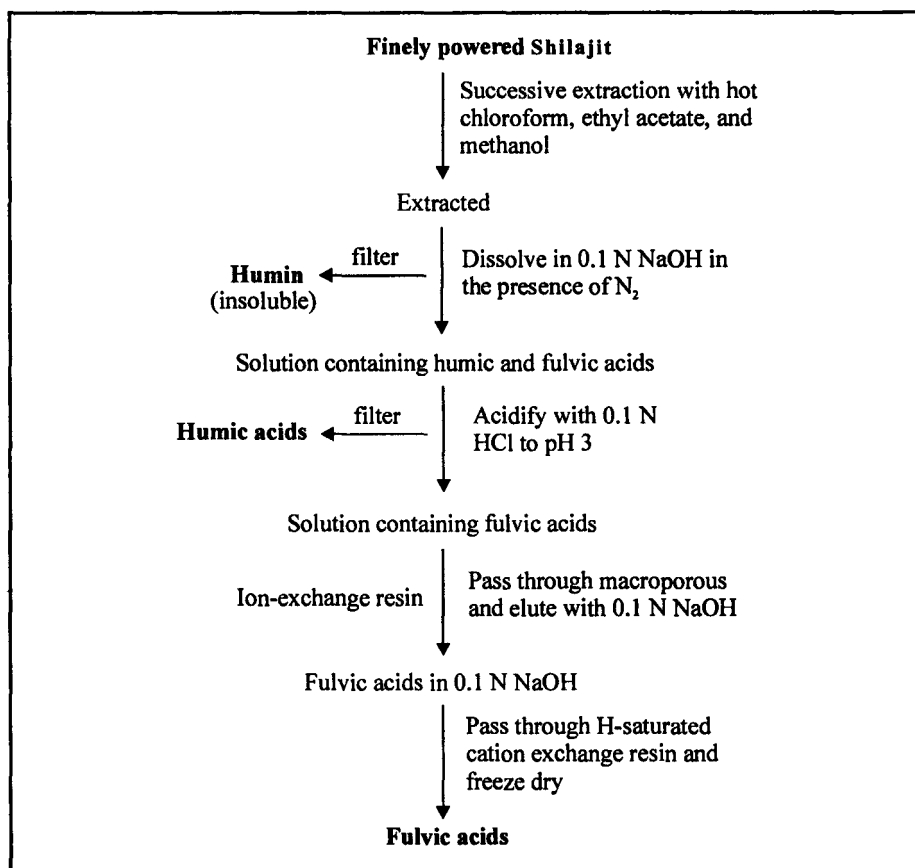 Finely powered Shilajit
Successive extraction with hot
chloroform, ethyl acetate, and
methanol
Extracted
filter
Humin
(insoluble)
Dissolve in 0.1 N NaOH in
the presence of N₂
Solution containing humic and fulvic acids
filter
Humic acids
Acidify with 0.1 N
HCl to pH 3
Solution containing fulvic acids
Ion-exchange resin
Pass through macroporous
and elute with 0.1 N NaOH
Fulvic acids in 0.1 N NaOH
Pass through H-saturated
cation exchange resin and
freeze dry
Fulvic acids